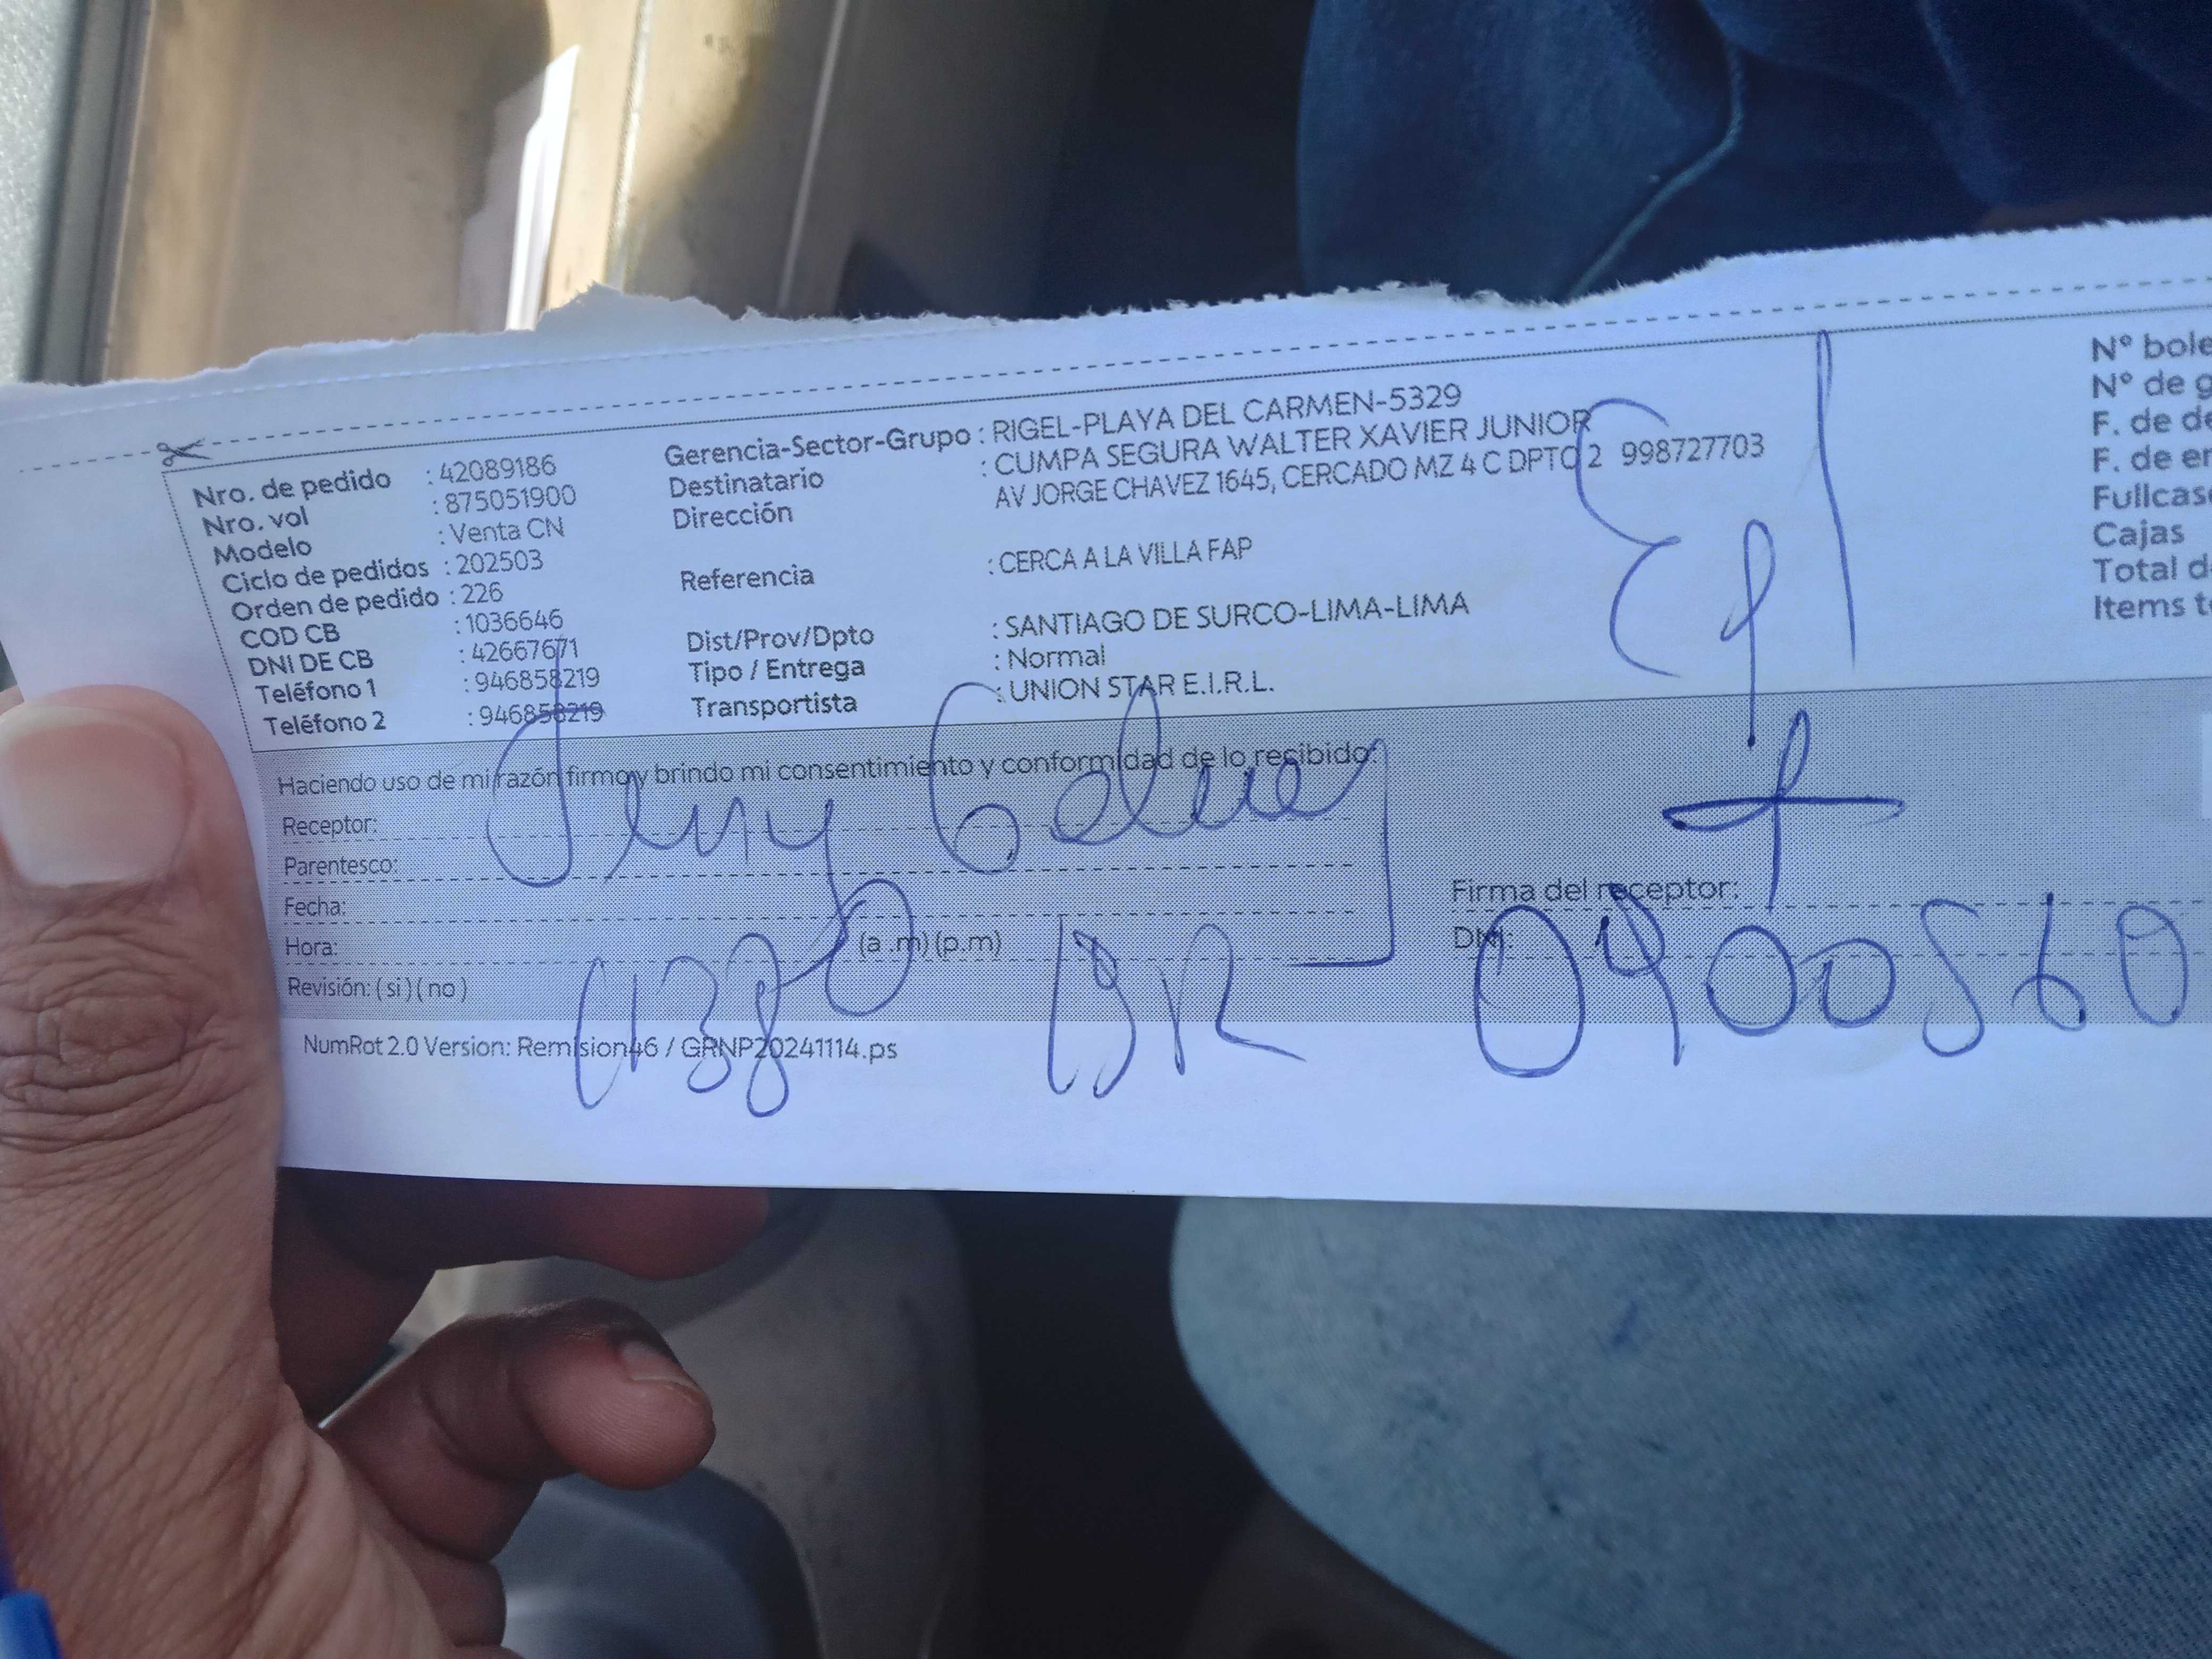 Nro. de pedido : 42089186
Nro. vol : 875051900
Modelo : Venta CN
Ciclo de pedidos : 202503
Orden de pedido : 226
COD CB : 1036646
DNI DE CB : 42667671
Teléfono 1 : 946858219
Teléfono 2 : 946858219
Gerencia-Sector-Grupo : RIGEL-PLAYA DEL CARMEN-5329
Destinatario : CUMPA SEGURA WALTER XAVIER JUNIOR
Dirección AV JORGE CHAVEZ 1645, CERCADO MZ 4 C DPTO 2 998727703
Referencia : CERCA A LA VILLA FAP
Dist/Prov/Dpto : SANTIAGO DE SURCO-LIMA-LIMA
Tipo / Entrega : Normal
Transportista : UNION STAR E.I.R.L.
Nº bole
Nº de g
F. de de
F. de en
Fullcase
Cajas
Total d
Items t
Haciendo uso de mi razón firmo y brindo mi consentimiento y conformidad de lo recibido:
Receptor:
Parentesco:
Fecha:
Hora: (a .m) (p.m)
Revisión: ( si ) ( no )
Firma del receptor:
DNI: 09400560
NumRot 2.0 Version: Remision46 / GRNP20241114.ps